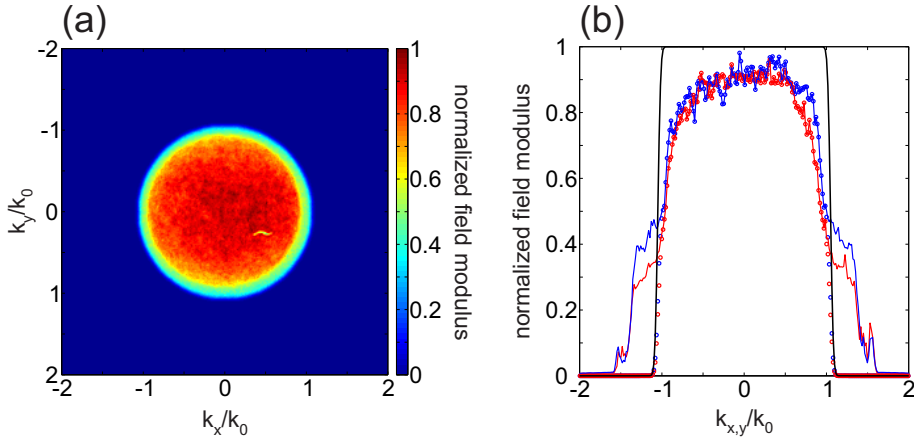 (a)
-2
-1
0
1
2
k_y/k_0
-2 -1 0 1 2
k_x/k_0
1
0.8
0.6
0.4
0.2
0
normalized field modulus
(b)
1
0.8
0.6
0.4
0.2
0
normalized field modulus
-2 -1 0 1 2
k_{x,y}/k_0